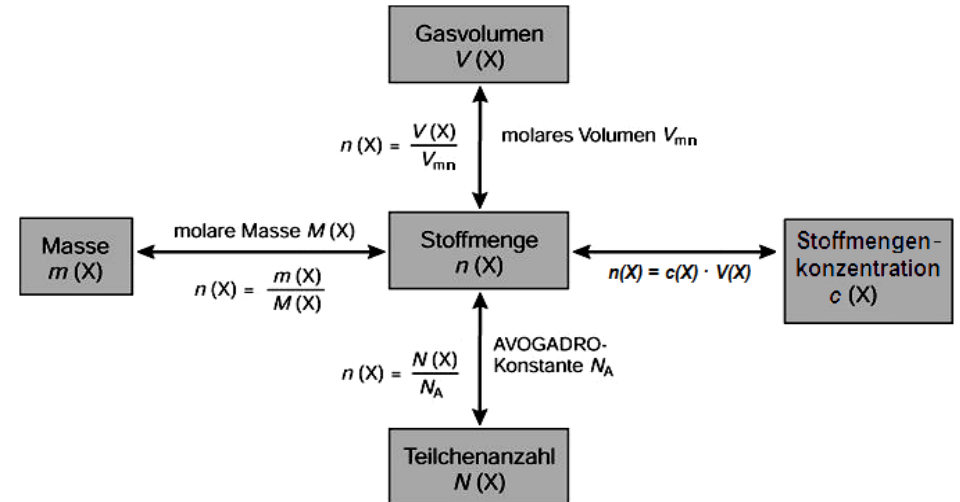 Gasvolumen
V (X)
n (X) = V (X) / Vmn
molares Volumen Vmn
Masse
m (X)
molare Masse M (X)
n (X) = m (X) / M (X)
Stoffmenge
n (X)
n(X) = c(X) · V(X)
Stoffmengen-
konzentration
c (X)
n (X) = N (X) / NA
AVOGADRO-
Konstante NA
Teilchenanzahl
N (X)